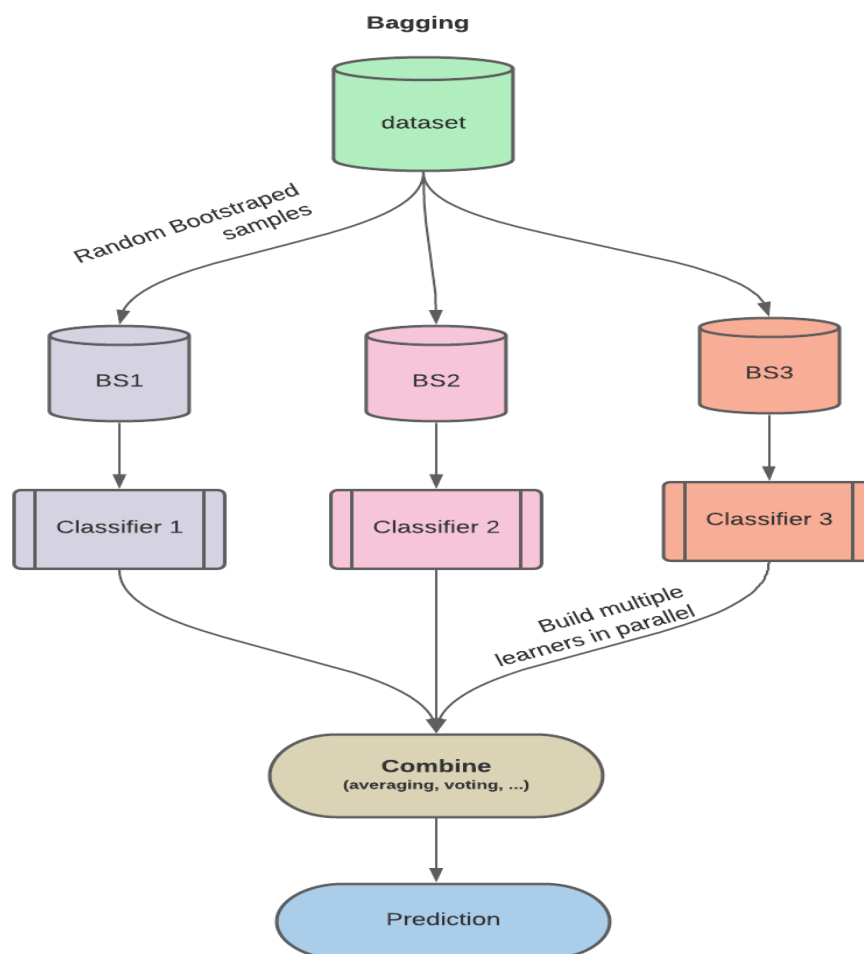 Bagging
dataset
Random Bootstraped
samples
BS1
BS2
BS3
Classifier 1
Classifier 2
Classifier 3
Build multiple
learners in parallel
Combine
(averaging, voting, ...)
Prediction